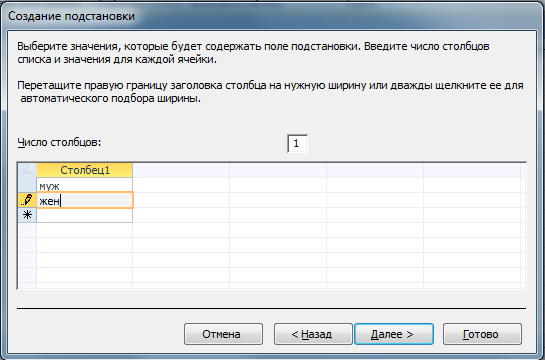 Создание подстановки
Выберите значения, которые будет содержать поле подстановки. Введите число столбцов
списка и значения для каждой ячейки.
Перетащите правую границу заголовка столбца на нужную ширину или дважды щелкните ее для
автоматического подбора ширины.
Число столбцов:
1
Столбец1
муж
жен
Отмена
< Назад
Далее >
Готово